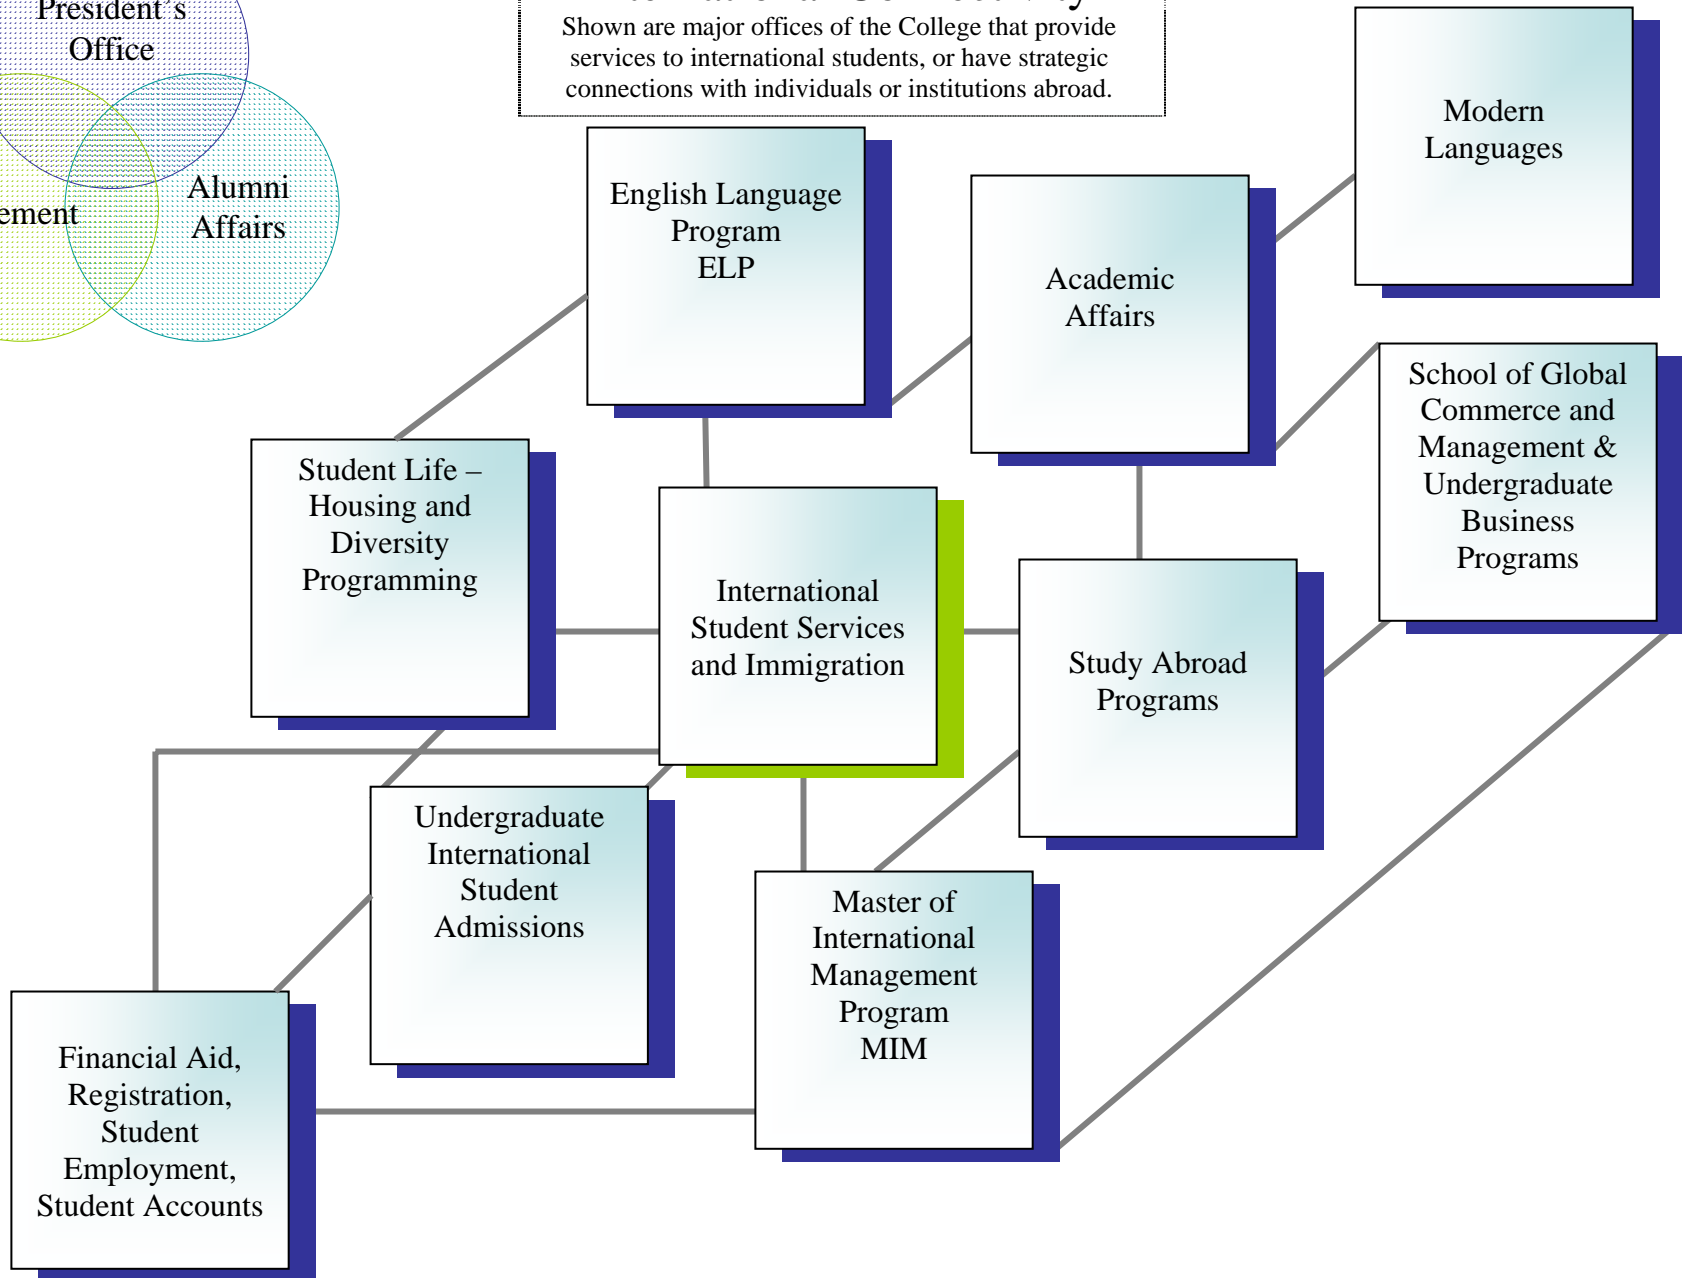 President's
Office
Alumni
Affairs
Shown are major offices of the College that provide
services to international students, or have strategic
connections with individuals or institutions abroad.
Modern
Languages
English Language
Program
ELP
Academic
Affairs
School of Global
Commerce and
Management &
Undergraduate
Business
Programs
Student Life –
Housing and
Diversity
Programming
International
Student Services
and Immigration
Study Abroad
Programs
Undergraduate
International
Student
Admissions
Master of
International
Management
Program
MIM
Financial Aid,
Registration,
Student
Employment,
Student Accounts